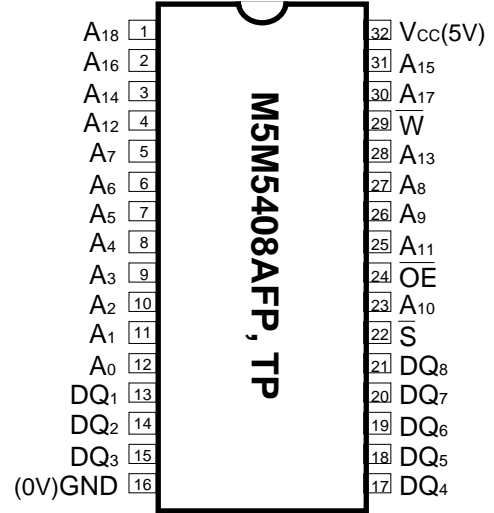 A18 1
A16 2
A14 3
A12 4
A7 5
A6 6
A5 7
A4 8
A3 9
A2 10
A1 11
A0 12
DQ1 13
DQ2 14
DQ3 15
(0V)GND 16
M5M5408AFP, TP
32 Vcc(5V)
31 A15
30 A17
29 W̅
28 A13
27 A8
26 A9
25 A11
24 O̅E̅
23 A10
22 S̅
21 DQ8
20 DQ7
19 DQ6
18 DQ5
17 DQ4